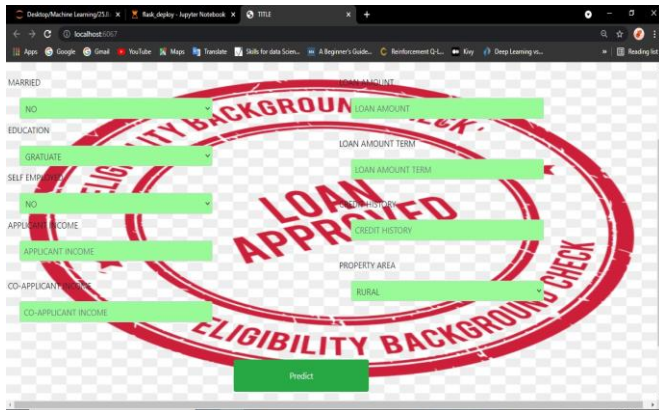 Desktop/Machine Learning/25.0
flask_deploy - Jupyter Notebook
TITLE
localhost:6067
Apps
Google
Gmail
YouTube
Maps
Translate
Skills for data Scien...
A Beginner's Guide...
Reinforcement Q-L...
Kivy
Deep Learning vs...
Reading list
MARRIED
NO
EDUCATION
GRATUATE
SELF EMPLOYED
NO
APPLICANT INCOME
APPLICANT INCOME
CO-APPLICANT INCOME
CO-APPLICANT INCOME
LOAN AMOUNT
LOAN AMOUNT
LOAN AMOUNT TERM
LOAN AMOUNT TERM
CREDIT HISTORY
CREDIT HISTORY
PROPERTY AREA
RURAL
Predict
ELIGIBILITY BACKGROUND CHECK
LOAN
APPROVED
ELIGIBILITY BACKGROUND CHECK